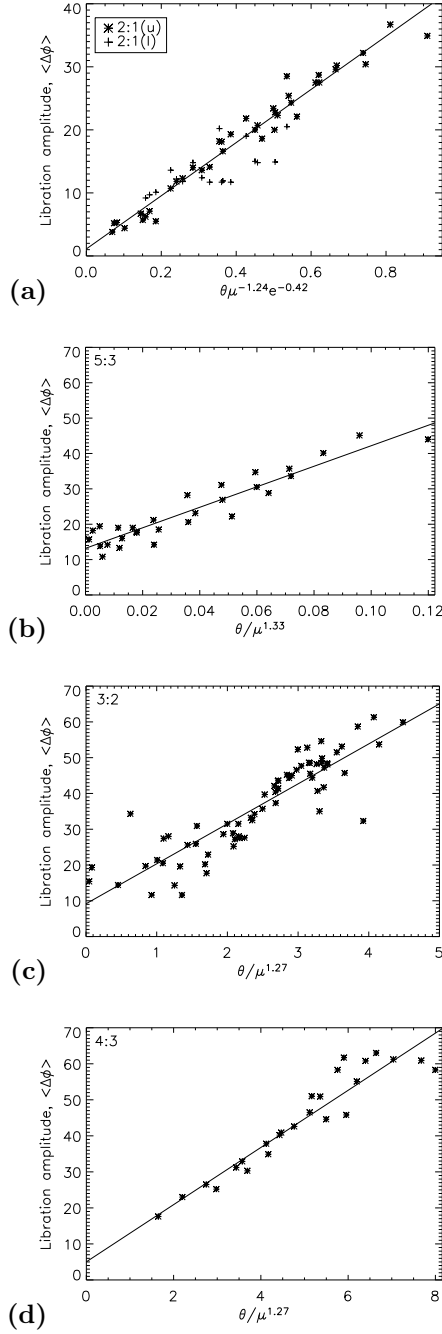 40
30
20
10
0
Libration amplitude, <Δϕ>
2:1(u)
2:1(l)
0.0 0.2 0.4 0.6 0.8
θμ^−1.24 e^−0.42
(a)
70
60
50
40
30
20
10
0
Libration amplitude, <Δϕ>
5:3
0.00 0.02 0.04 0.06 0.08 0.10 0.12
θ/μ^1.33
(b)
70
60
50
40
30
20
10
0
Libration amplitude, <Δϕ>
3:2
0 1 2 3 4 5
θ/μ^1.27
(c)
70
60
50
40
30
20
10
0
Libration amplitude, <Δϕ>
4:3
0 2 4 6 8
θ/μ^1.27
(d)